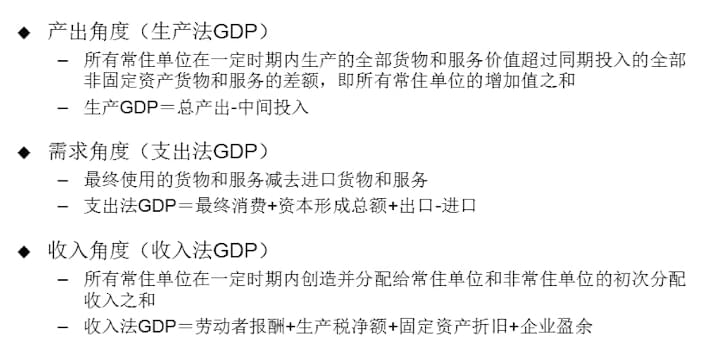 ◆ 产出角度（生产法GDP）
– 所有常住单位在一定时期内生产的全部货物和服务价值超过同期投入的全部
非固定资产货物和服务的差额，即所有常住单位的增加值之和
– 生产GDP＝总产出-中间投入
◆ 需求角度（支出法GDP）
– 最终使用的货物和服务减去进口货物和服务
– 支出法GDP＝最终消费+资本形成总额+出口-进口
◆ 收入角度（收入法GDP）
– 所有常住单位在一定时期内创造并分配给常住单位和非常住单位的初次分配
收入之和
– 收入法GDP＝劳动者报酬+生产税净额+固定资产折旧+企业盈余